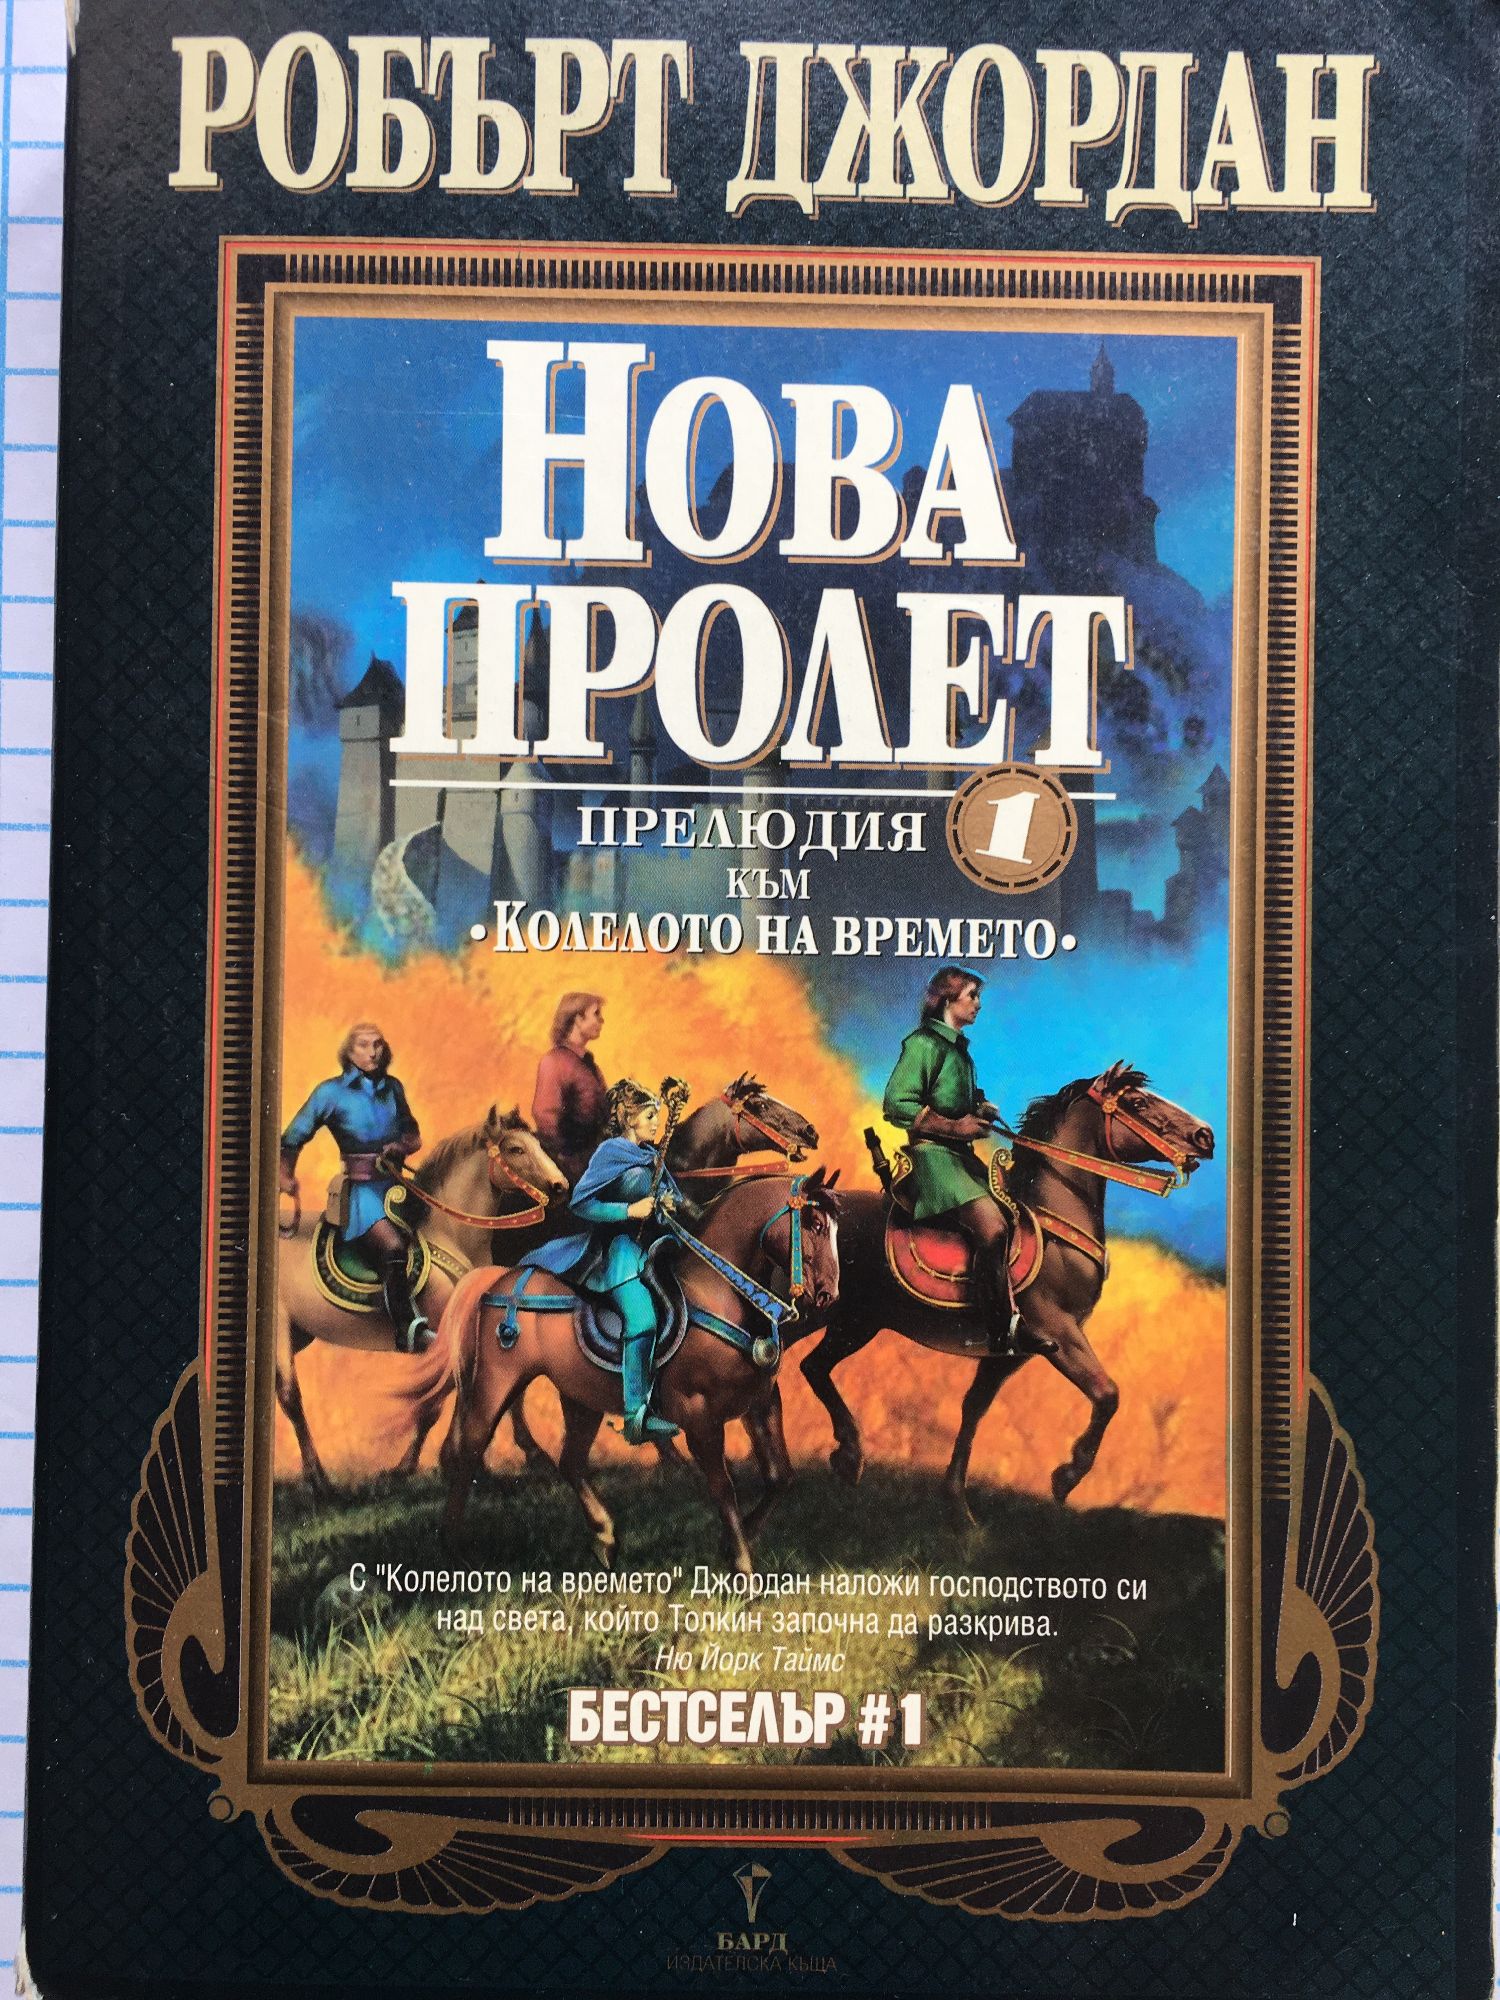 РОБЪРТ ДЖОРДАН
НОВА
ПРОЛЕТ
1
ПРЕЛЮДИЯ
КЪМ
•КОЛЕЛОТО НА ВРЕМЕТО•
С "Колелото на времето" Джордан наложи господството си
над света, който Толкин започна да разкрива.
Ню Йорк Таймс
БЕСТСЕЛЪР #1
БАРД
ИЗДАТЕЛСКА КЪЩА